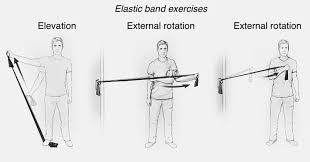 Elastic band exercises
Elevation
External rotation
External rotation